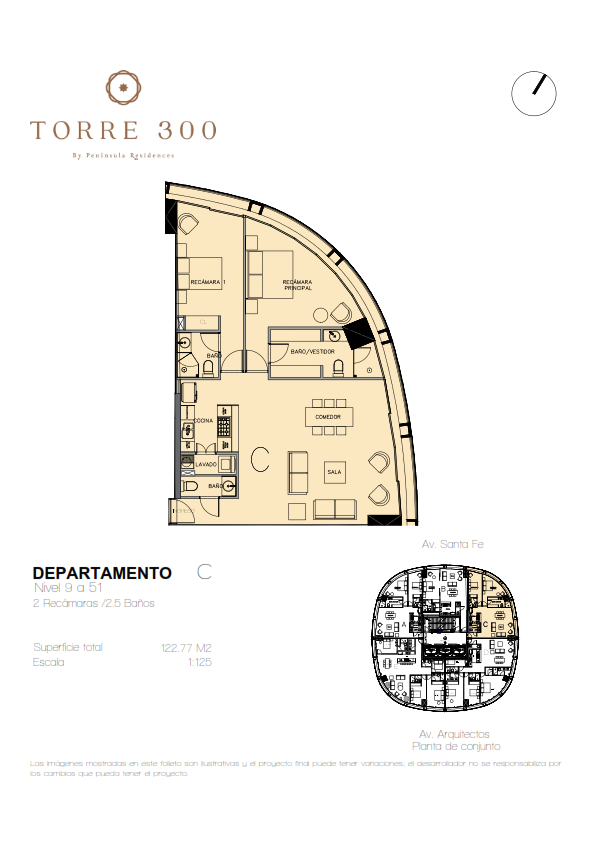 TORRE 300
By Península Residences
RECÁMARA 1
RECÁMARA
PRINCIPAL
CL
BAÑO
BAÑO/VESTIDOR
COCINA
COMEDOR
LAVADO
C
SALA
BAÑO
Av. Santa Fe
DEPARTAMENTO C
Nivel 9 a 51
2 Recámaras /2.5 Baños
B
A
C
Superficie total 122.77 M2
Escala 1:125
Av. Arquitectos
Planta de conjunto
Las imágenes mostradas en este folleto son ilustrativas y el proyecto final puede tener variaciones, el desarrollador no se responsabiliza por
los cambios que pueda tener el proyecto.